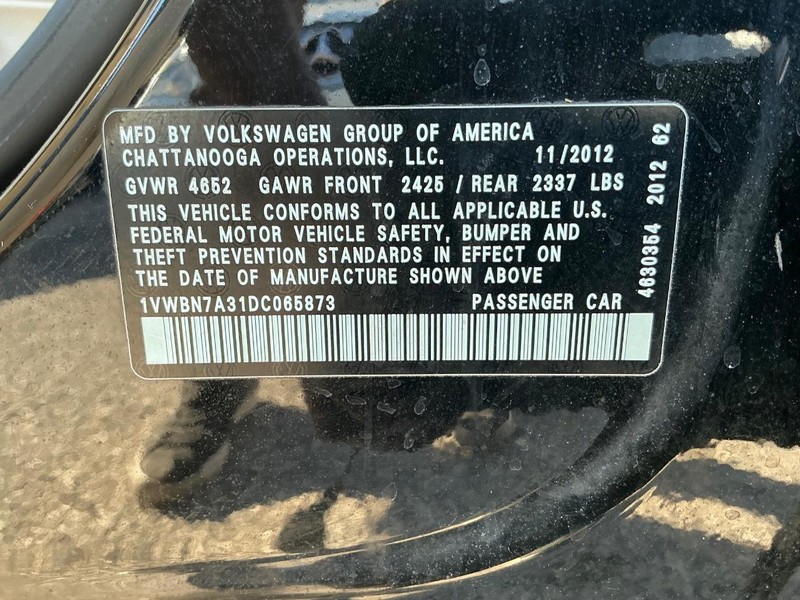 MFD BY VOLKSWAGEN GROUP OF AMERICA
CHATTANOOGA OPERATIONS, LLC. 11/2012
GVWR 4652 GAWR FRONT 2425 / REAR 2337 LBS
THIS VEHICLE CONFORMS TO ALL APPLICABLE U.S.
FEDERAL MOTOR VEHICLE SAFETY, BUMPER AND
THEFT PREVENTION STANDARDS IN EFFECT ON
THE DATE OF MANUFACTURE SHOWN ABOVE
1VWBN7A31DC065873 PASSENGER CAR
4630354 2012 62